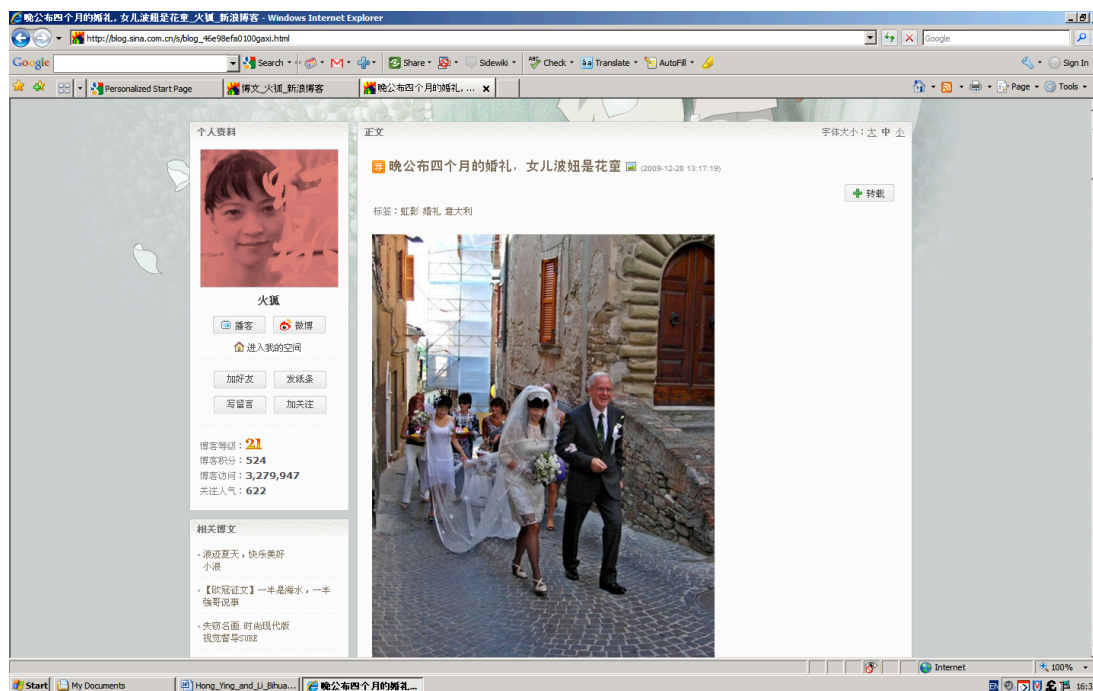 晚公布四个月的婚礼，女儿波妞是花童_火狐_新浪博客 - Windows Internet Explorer
http://blog.sina.com.cn/s/blog_46e98efa0100gaxi.html
Google
Google Search Share Sidewiki Check Translate AutoFill Sign In
Personalized Start Page
博文_火狐_新浪博客
晚公布四个月的婚礼，...
Page Tools
个人资料
火狐
播客 微博
进入我的空间
加好友 发纸条
写留言 加关注
博客等级：21
博客积分：524
博客访问：3,279,947
关注人气：622
相关博文
浪迹夏天，快乐美好
小浪
【欧冠征文】一半是海水，一半
强哥说事
失窃名画.时尚现代版
视觉督导SURE
正文
字体大小：大 中 小
荐 晚公布四个月的婚礼，女儿波妞是花童 (2009-12-28 13:17:19)
转载
标签：虹影 婚礼 意大利
Internet 100%
Start My Documents Hong_Ying_and_Li_Bihua... 晚公布四个月的婚礼... EN 16:3